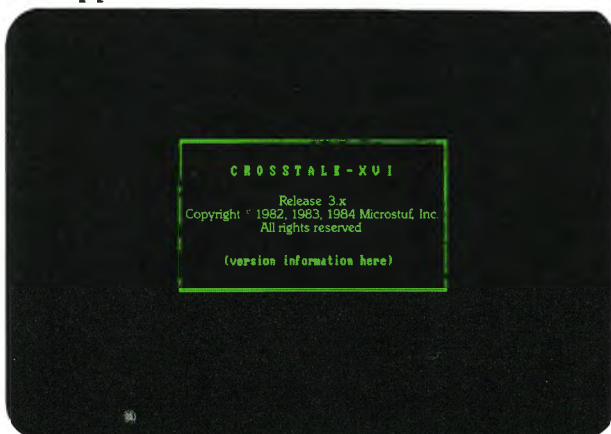 CROSSTALK-XVI
Release 3.x
Copyright © 1982, 1983, 1984 Microstuf, Inc.
All rights reserved
(version information here)